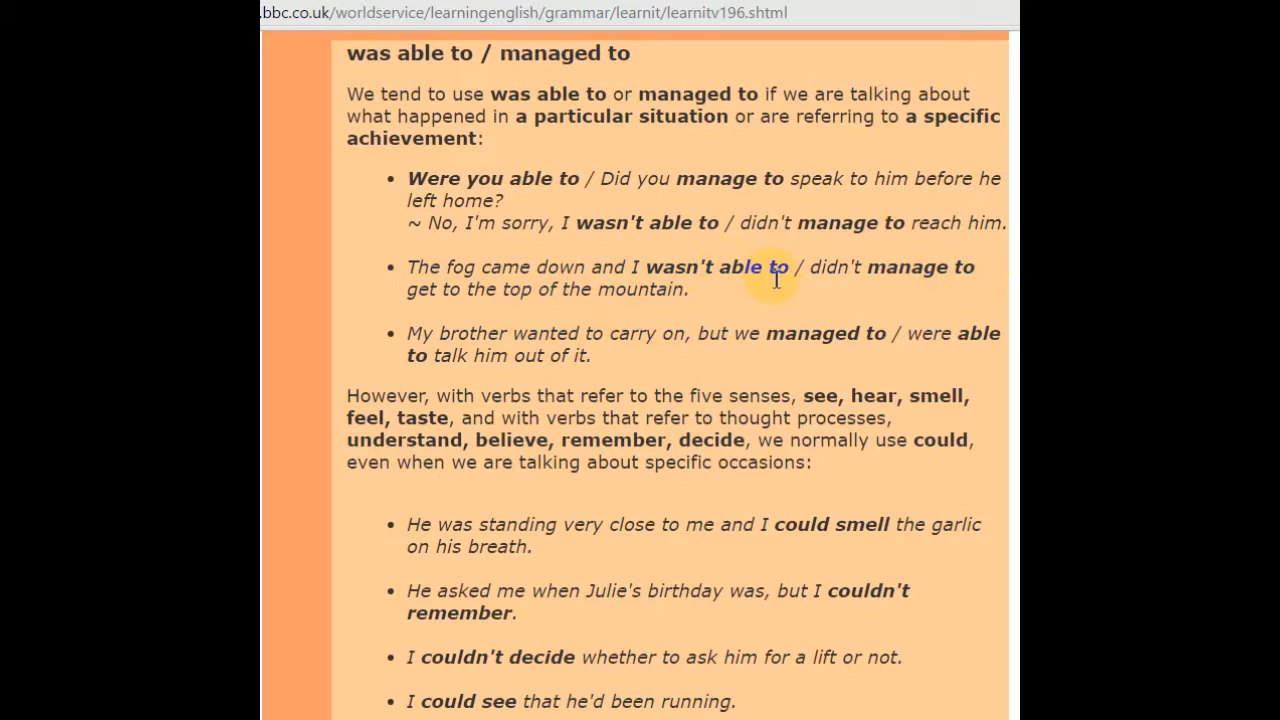 .bbc.co.uk/worldservice/learningenglish/grammar/learnit/learnitv196.shtml
was able to / managed to
We tend to use was able to or managed to if we are talking about
what happened in a particular situation or are referring to a specific
achievement:
• Were you able to / Did you manage to speak to him before he
left home?
~ No, I'm sorry, I wasn't able to / didn't manage to reach him.
• The fog came down and I wasn't able to / didn't manage to
get to the top of the mountain.
• My brother wanted to carry on, but we managed to / were able
to talk him out of it.
However, with verbs that refer to the five senses, see, hear, smell,
feel, taste, and with verbs that refer to thought processes,
understand, believe, remember, decide, we normally use could,
even when we are talking about specific occasions:
• He was standing very close to me and I could smell the garlic
on his breath.
• He asked me when Julie's birthday was, but I couldn't
remember.
• I couldn't decide whether to ask him for a lift or not.
• I could see that he'd been running.